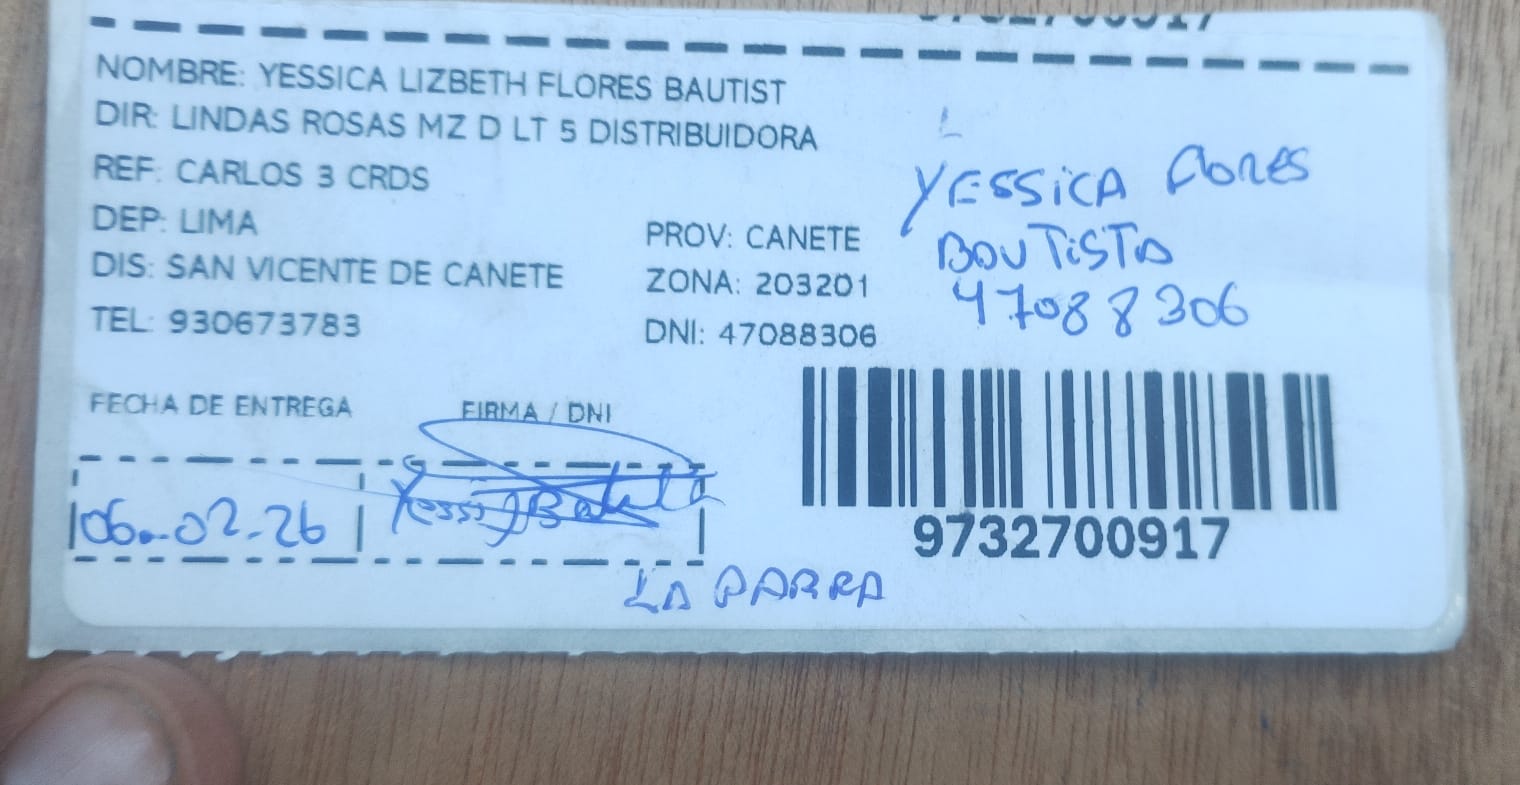 NOMBRE: YESSICA LIZBETH FLORES BAUTIST
DIR: LINDAS ROSAS MZ D LT 5 DISTRIBUIDORA
REF: CARLOS 3 CRDS
DEP: LIMA
PROV: CANETE
DIS: SAN VICENTE DE CANETE
ZONA: 203201
TEL: 930673783
DNI: 47088306
YESSICA FLORES
BOUTISTA
47088306
FECHA DE ENTREGA
FIRMA / DNI
06-02-26
9732700917
LA PARRA